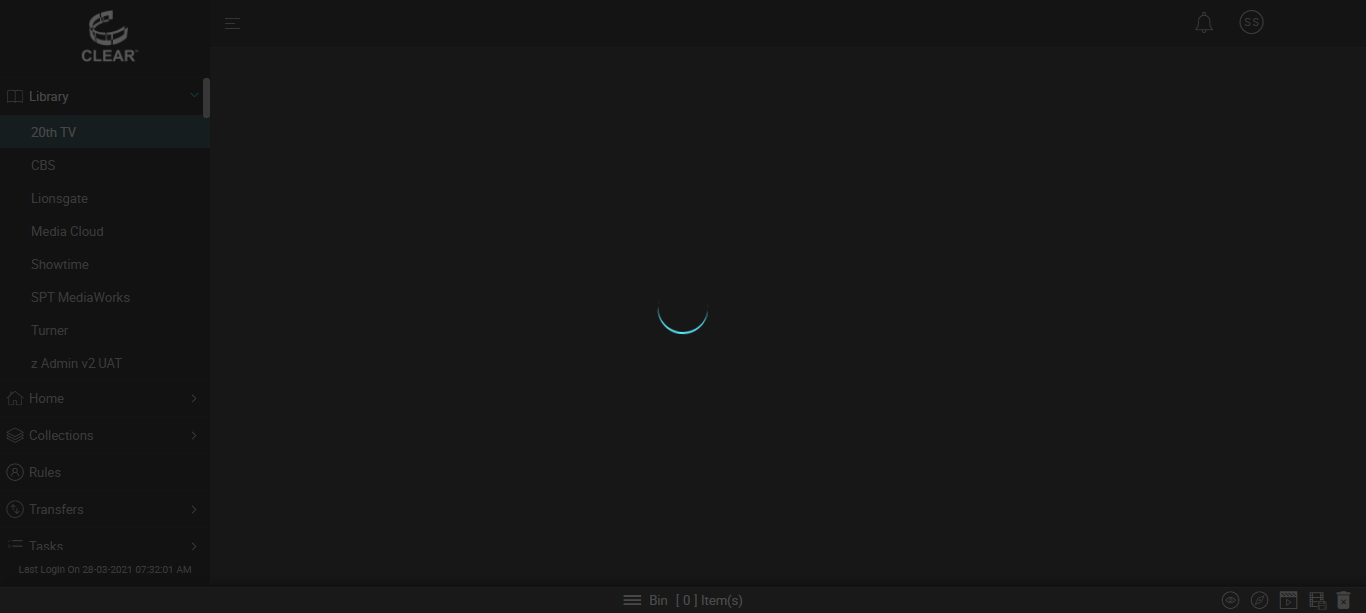 CLEAR
SS
Library
20th TV
CBS
Lionsgate
Media Cloud
Showtime
SPT MediaWorks
Turner
z Admin v2 UAT
Home
Collections
Rules
Transfers
Tasks
Last Login On 28-03-2021 07:32:01 AM
Bin [ 0 ] Item(s)